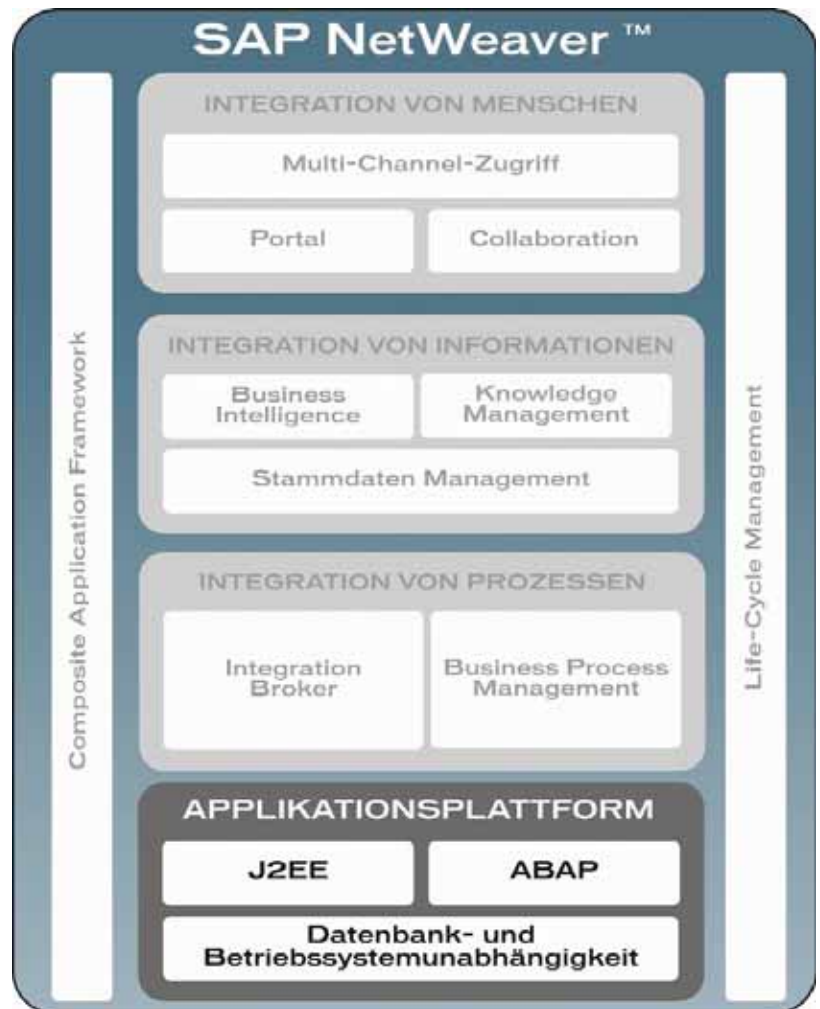 SAP NetWeaver ™
Composite Application Framework
INTEGRATION VON MENSCHEN
Multi-Channel-Zugriff
Portal
Collaboration
INTEGRATION VON INFORMATIONEN
Business
Intelligence
Knowledge
Management
Stammdaten Management
INTEGRATION VON PROZESSEN
Integration
Broker
Business Process
Management
APPLIKATIONSPLATTFORM
J2EE
ABAP
Datenbank- und
Betriebssystemunabhängigkeit
Life-Cycle Management